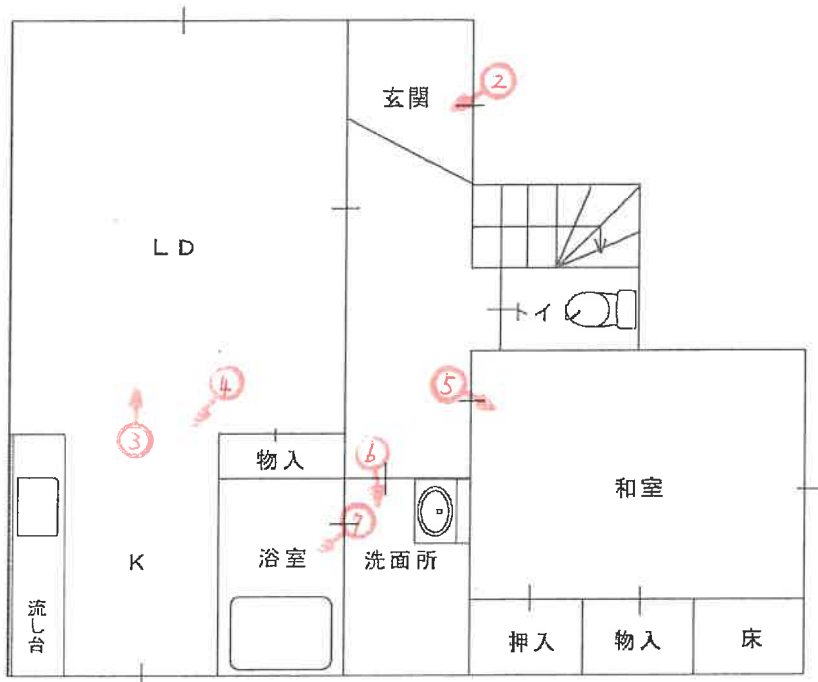 ②
玄関
LD
トイ
④
⑤
③
物入
⑥
和室
⑦
K
浴室
洗面所
流し台
押入
物入
床